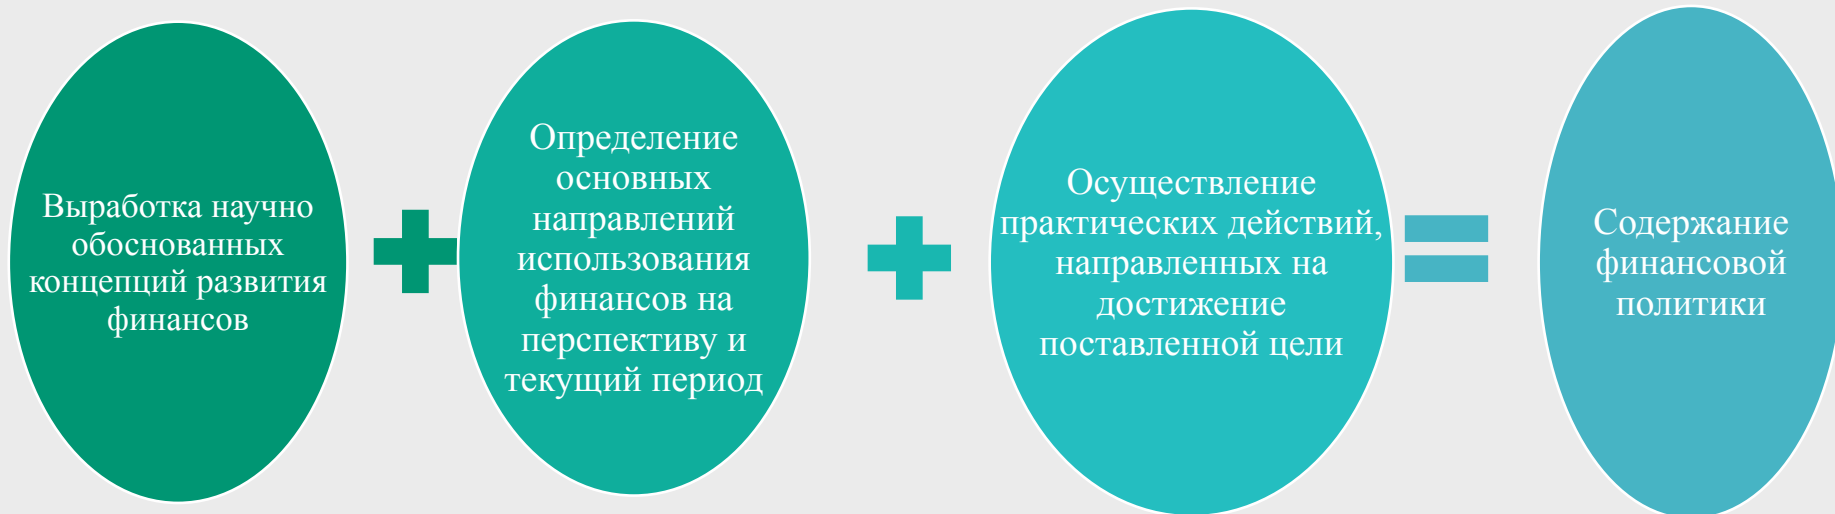 Выработка научно
обоснованных
концепций развития
финансов
Определение
основных
направлений
использования
финансов на
перспективу и
текущий период
Осуществление
практических действий,
направленных на
достижение
поставленной цели
Содержание
финансовой
политики